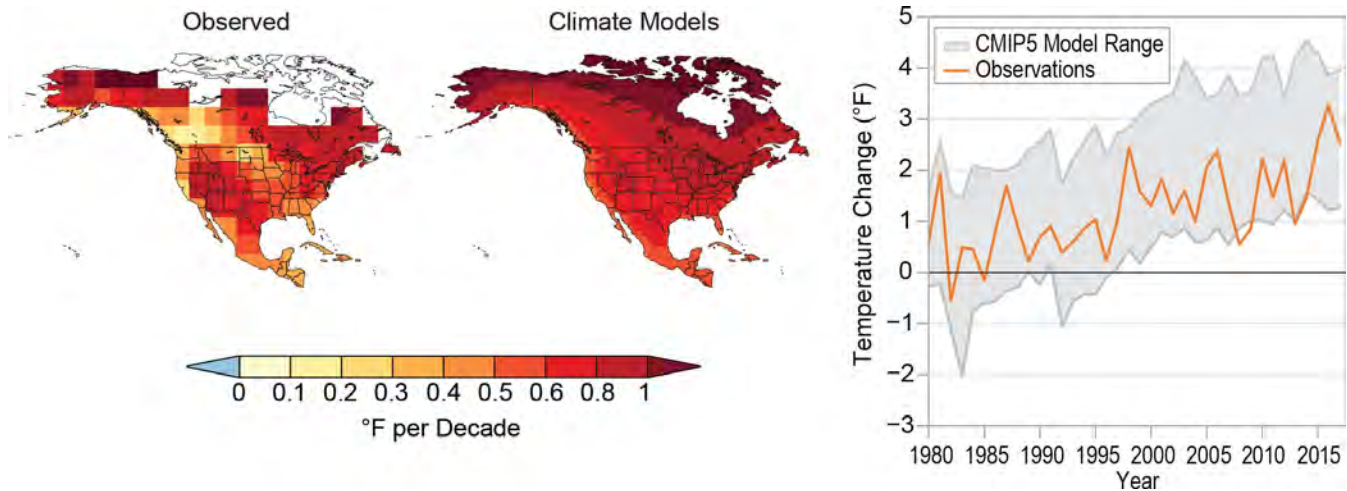 Observed
Climate Models
0 0.1 0.2 0.3 0.4 0.5 0.6 0.8 1
°F per Decade
CMIP5 Model Range
Observations
Temperature Change (°F)
5
4
3
2
1
0
−1
−2
−3
1980 1985 1990 1995 2000 2005 2010 2015
Year